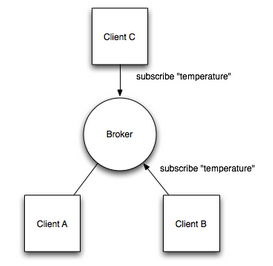 Client C
subscribe "temperature"
Broker
subscribe "temperature"
Client A
Client B